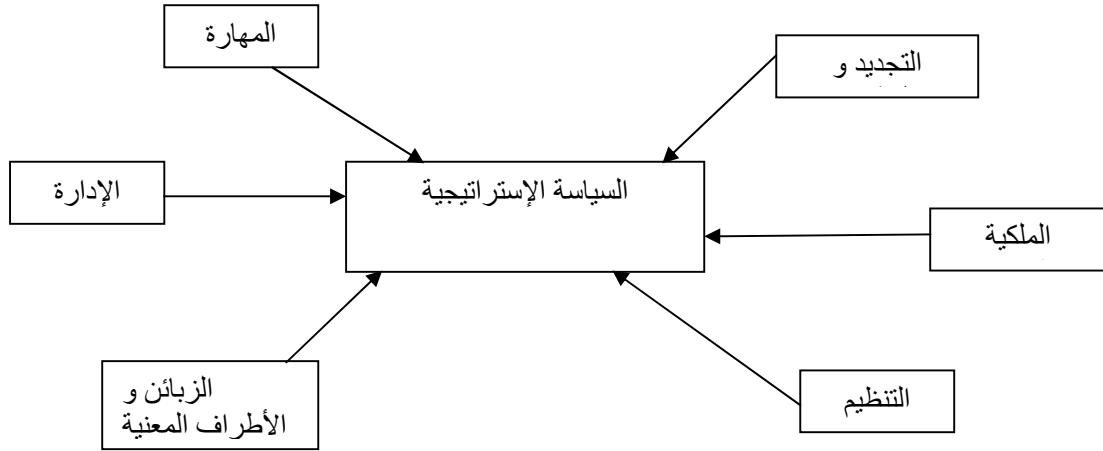 المهارة
التجديد و
السياسة الإستراتيجية
الإدارة
الملكية
الزبائن و
الأطراف المعنية
التنظيم